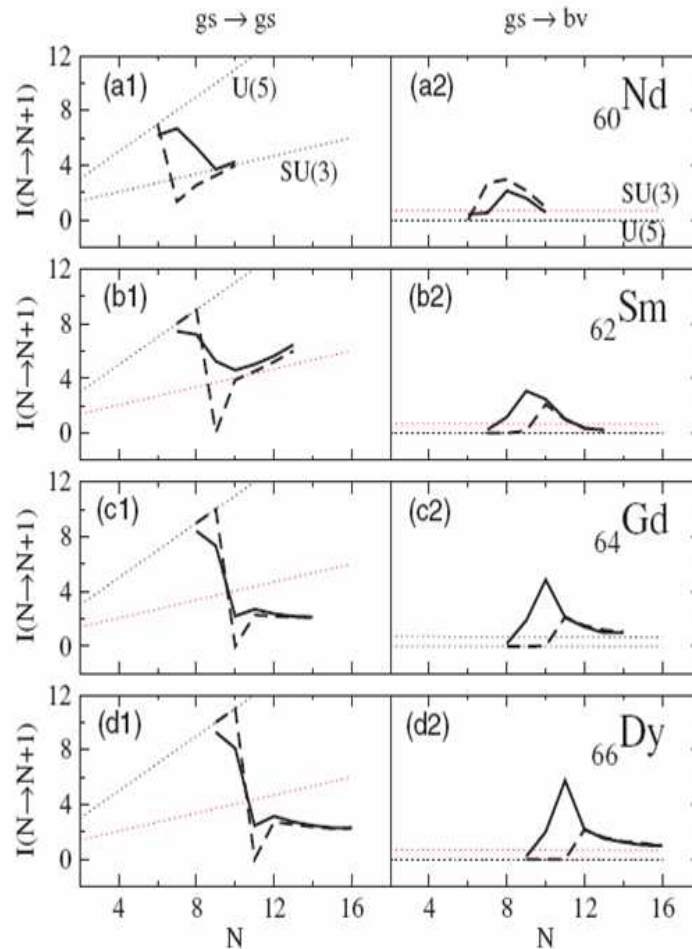 gs → gs gs → bv
12
8
4
0
I(N→N+1)
(a1)
U(5)
SU(3)
(a2)
60Nd
SU(3)
U(5)
12
8
4
0
I(N→N+1)
(b1)
(b2)
62Sm
12
8
4
0
I(N→N+1)
(c1)
(c2)
64Gd
12
8
4
0
I(N→N+1)
(d1)
(d2)
66Dy
4 8 12 16 4 8 12 16
N N